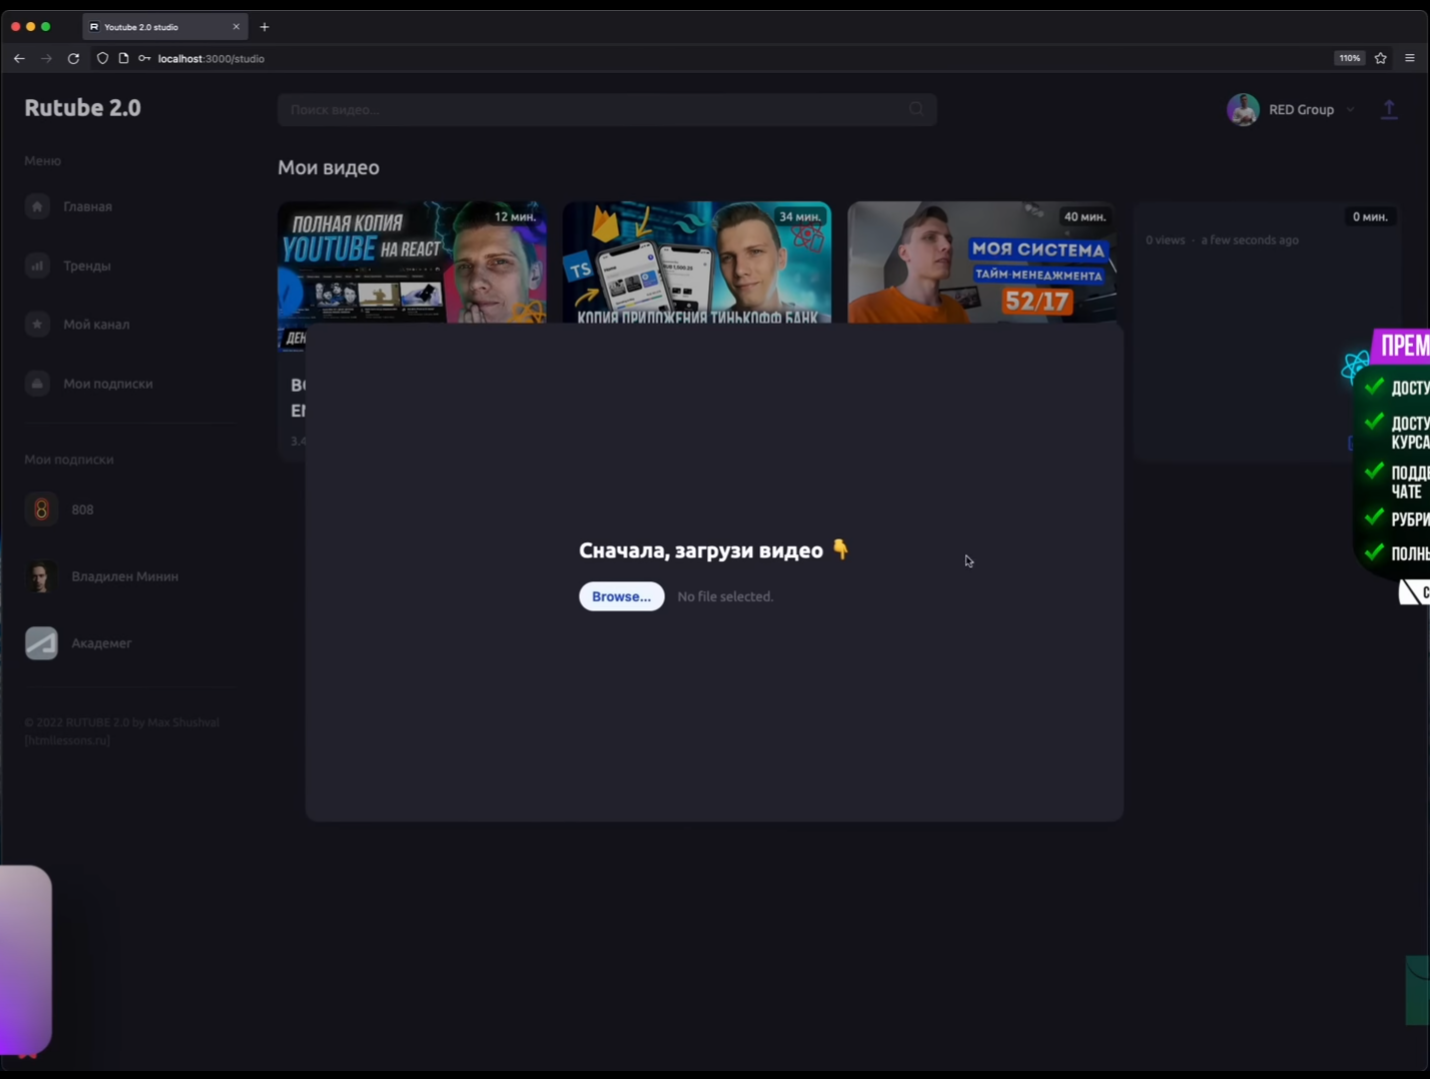 Youtube 2.0 studio
localhost:3000/studio
110%
Rutube 2.0
Поиск видео...
RED Group
Меню
Главная
Тренды
Мой канал
Мои подписки
Мои подписки
808
Владилен Минин
Академег
© 2022 RUTUBE 2.0 by Max Shushval
[htmllessons.ru]
Мои видео
ПОЛНАЯ КОПИЯ
YOUTUBE НА REACT
12 мин.
ДЕН
TS
34 мин.
КОПИЯ ПРИЛОЖЕНИЯ ТИНЬКОФФ БАНК
40 мин.
МОЯ СИСТЕМА
ТАЙМ-МЕНЕДЖМЕНТА
52/17
0 мин.
0 views · a few seconds ago
3.4
Сначала, загрузи видео 👇
Browse... No file selected.
ПРЕМ
ДОСТУ
ДОСТУ
КУРСА
ПОДДЕ
ЧАТЕ
РУБРИ
ПОЛНЫ